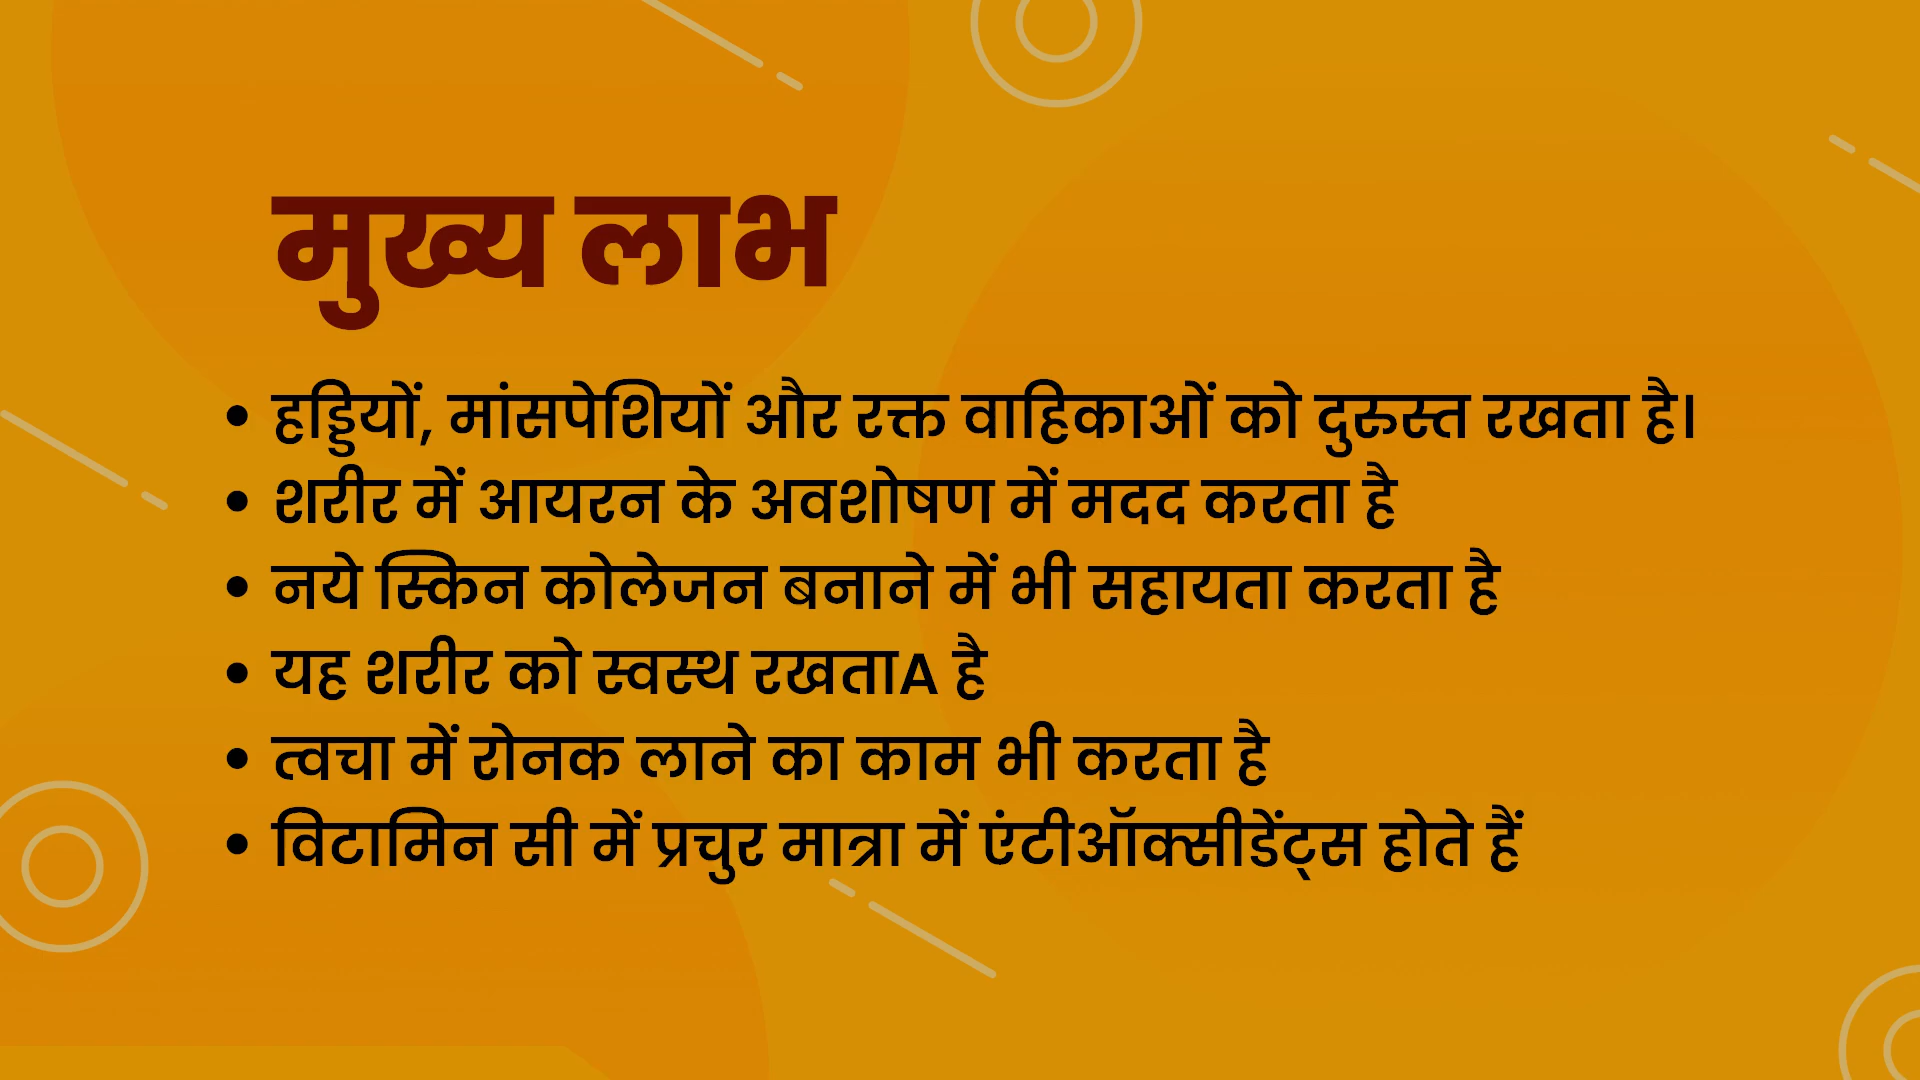 मुख्य लाभ
• हड्डियों, मांसपेशियों और रक्त वाहिकाओं को दुरुस्त रखता है।
• शरीर में आयरन के अवशोषण में मदद करता है
• नये स्किन कोलेजन बनाने में भी सहायता करता है
• यह शरीर को स्वस्थ रखताA है
• त्वचा में रोनक लाने का काम भी करता है
• विटामिन सी में प्रचुर मात्रा में एंटीऑक्सीडेंट्स होते हैं